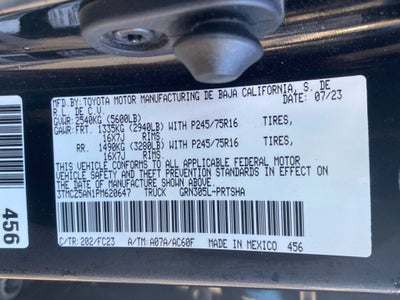 MFD.BY:TOYOTA MOTOR MANUFACTURING DE BAJA CALIFORNIA, S. DE
R.L. DE C.V. DATE: 07/23
GVWR: 2540KG (5600LB)
GAWR: FRT. 1335KG (2940LB) WITH P245/75R16 TIRES,
16X7J RIMS.
RR. 1490KG (3280LB) WITH P245/75R16 TIRES,
16X7J RIMS.
THIS VEHICLE CONFORMS TO ALL APPLICABLE FEDERAL MOTOR
VEHICLE SAFETY STANDARDS IN EFFECT ON THE DATE OF
MANUFACTURE SHOWN ABOVE.
3TMCZ5AN1PM620647 TRUCK GRN305L-PRTSHA
C/TR:202/FC23 A/TM:A07A/AC60F MADE IN MEXICO 456
456